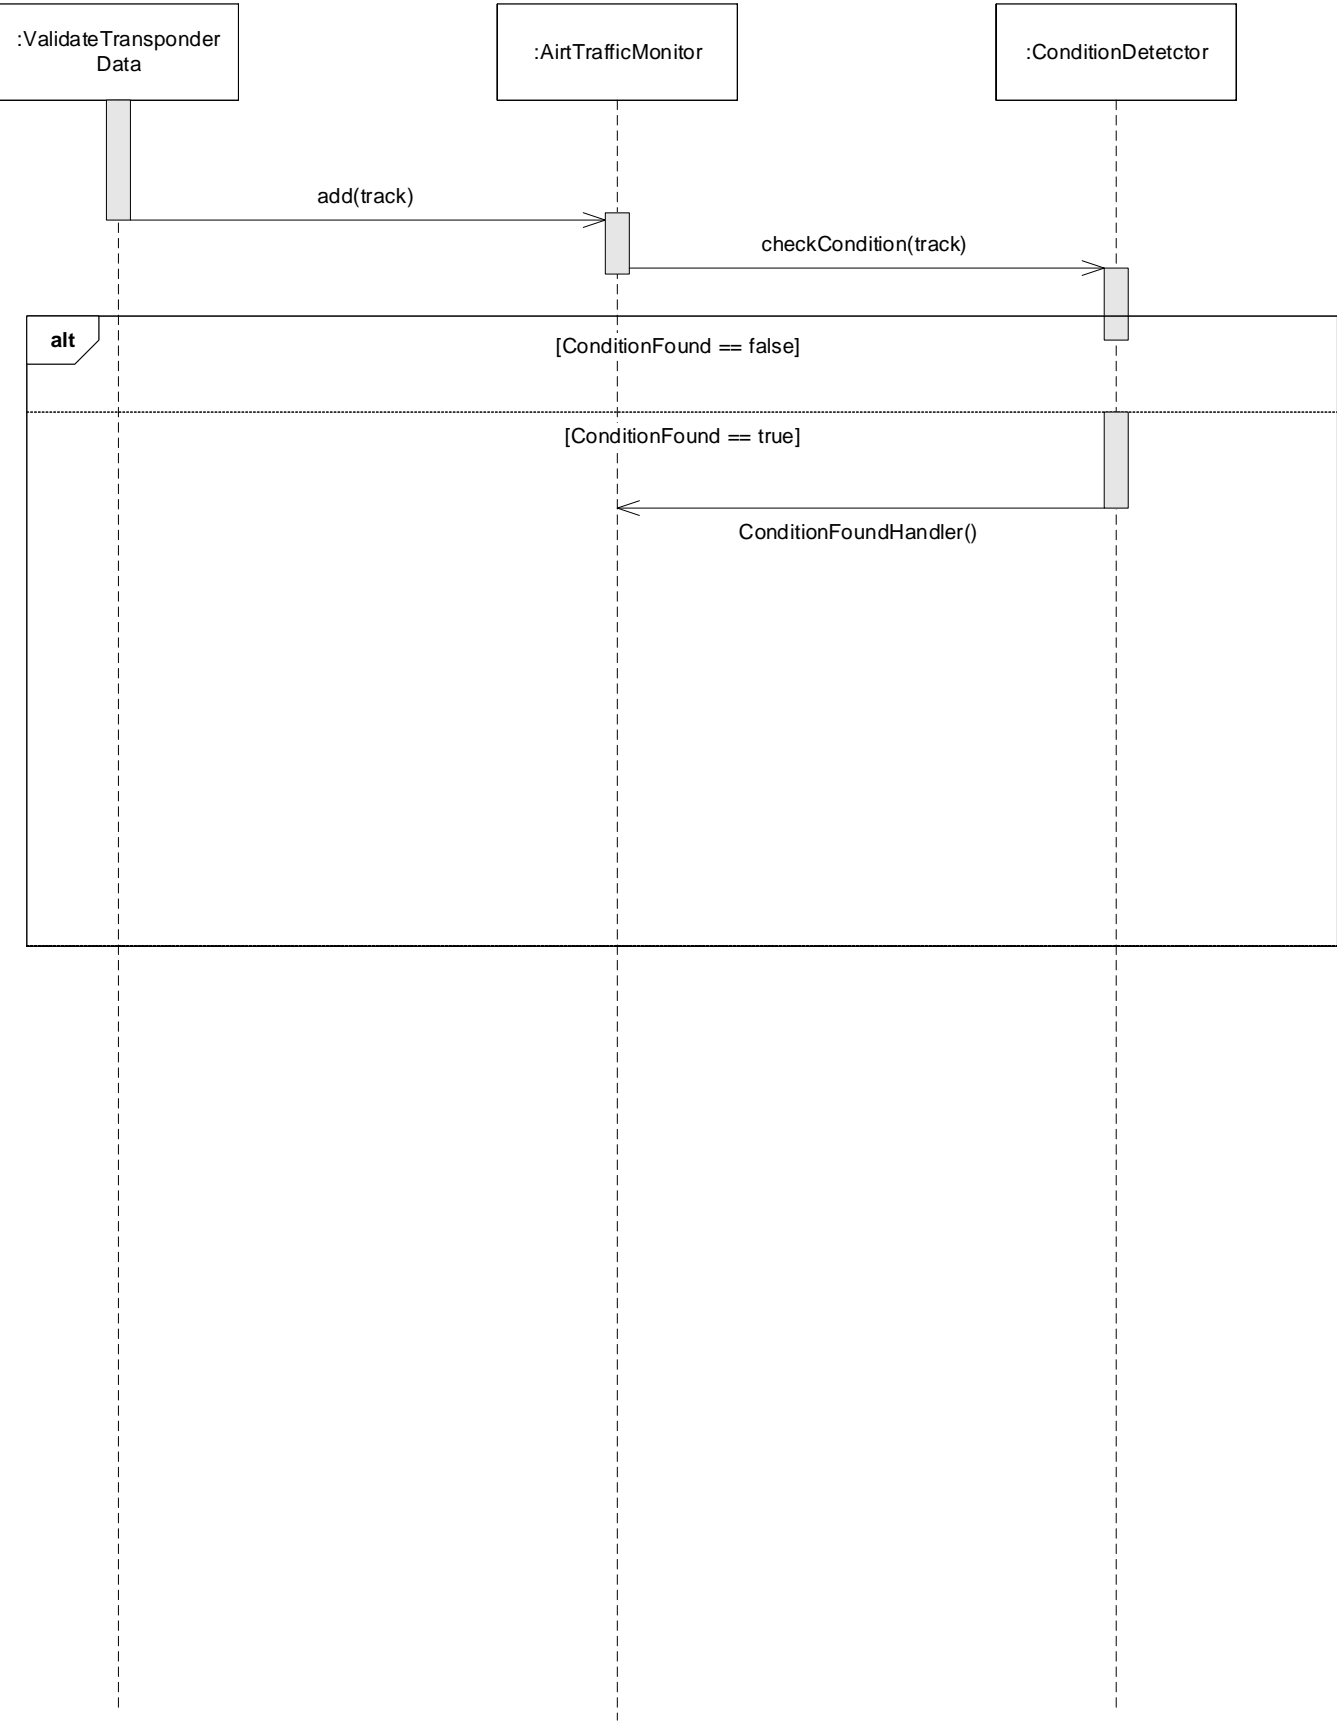 :ValidateTransponder
Data
:AirtTrafficMonitor
:ConditionDetetctor
add(track)
checkCondition(track)
alt
[ConditionFound == false]
[ConditionFound == true]
ConditionFoundHandler()